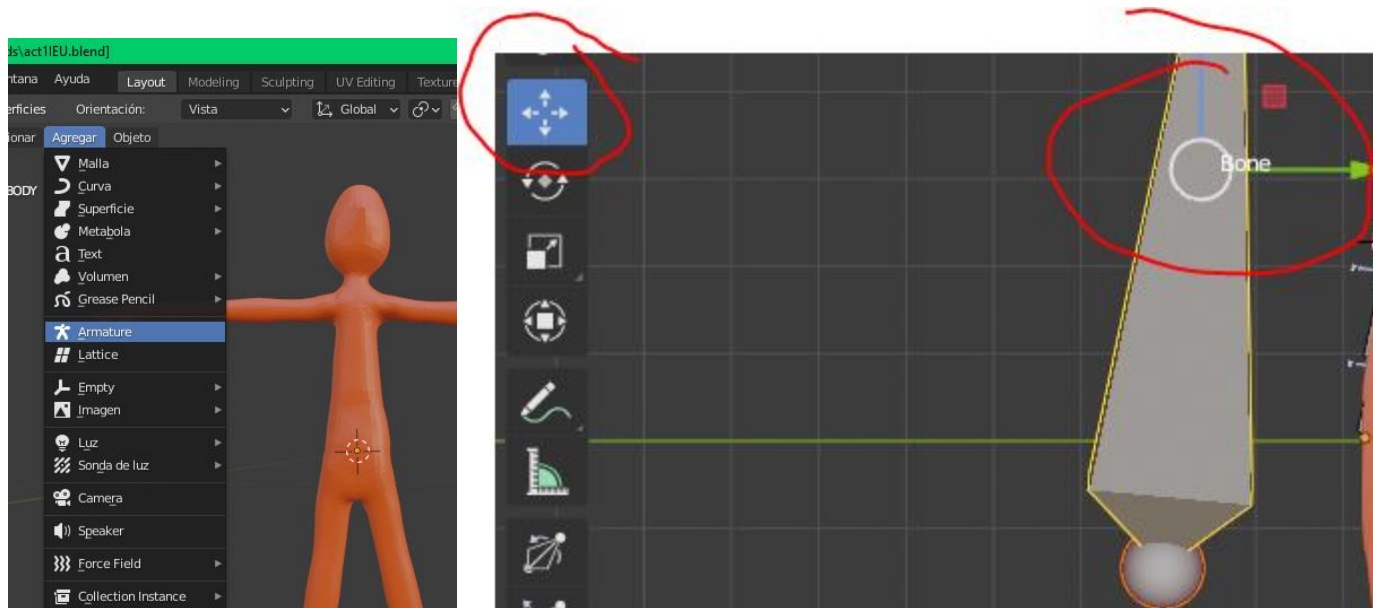 ds\act1IEU.blend]
ntana Ayuda Layout Modeling Sculpting UV Editing Texture
erficies Orientación: Vista Global
ionar Agregar Objeto
BODY
Malla
Curva
Superficie
Metabola
Text
Volumen
Grease Pencil
Armature
Lattice
Empty
Imagen
Luz
Sonda de luz
Camera
Speaker
Force Field
Collection Instance
Bone